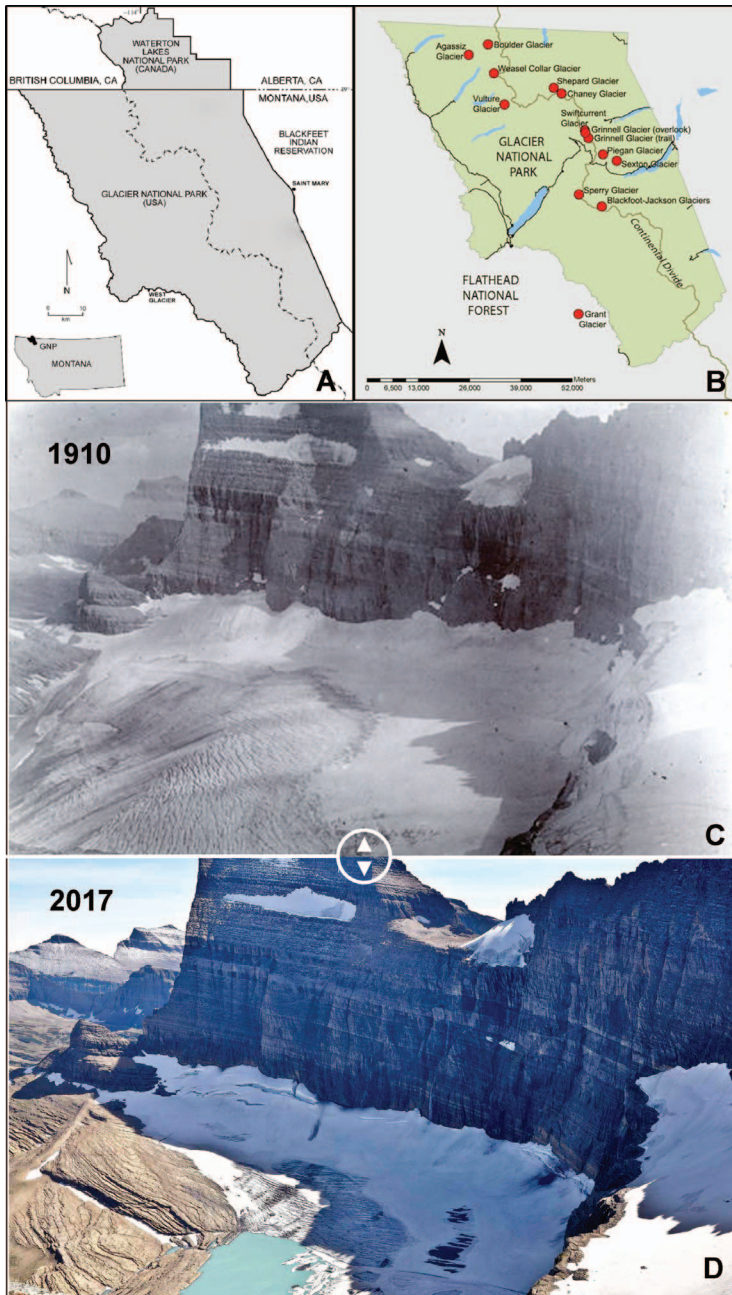 -114°
WATERTON
LAKES
NATIONAL PARK
(CANADA)
BRITISH COLUMBIA, CA
ALBERTA, CA
MONTANA,USA
BLACKFEET
INDIAN
RESERVATION
SAINT MARY
GLACIER NATIONAL PARK
(USA)
N
0 10
km
WEST
GLACIER
GNP
MONTANA
A
Boulder Glacier
Agassiz
Glacier
Weasel Collar Glacier
Shepard Glacier
Chaney Glacier
Vulture
Glacier
Swiftcurrent
Glacier
Grinnell Glacier (overlook)
Grinnell Glacier (trail)
GLACIER
NATIONAL
PARK
Piegan Glacier
Sexton Glacier
Sperry Glacier
Blackfoot-Jackson Glaciers
Continental Divide
FLATHEAD
NATIONAL
FOREST
Grant
Glacier
N
Meters
0 6,500 13,000 26,000 39,000 52,000
B
1910
C
2017
D